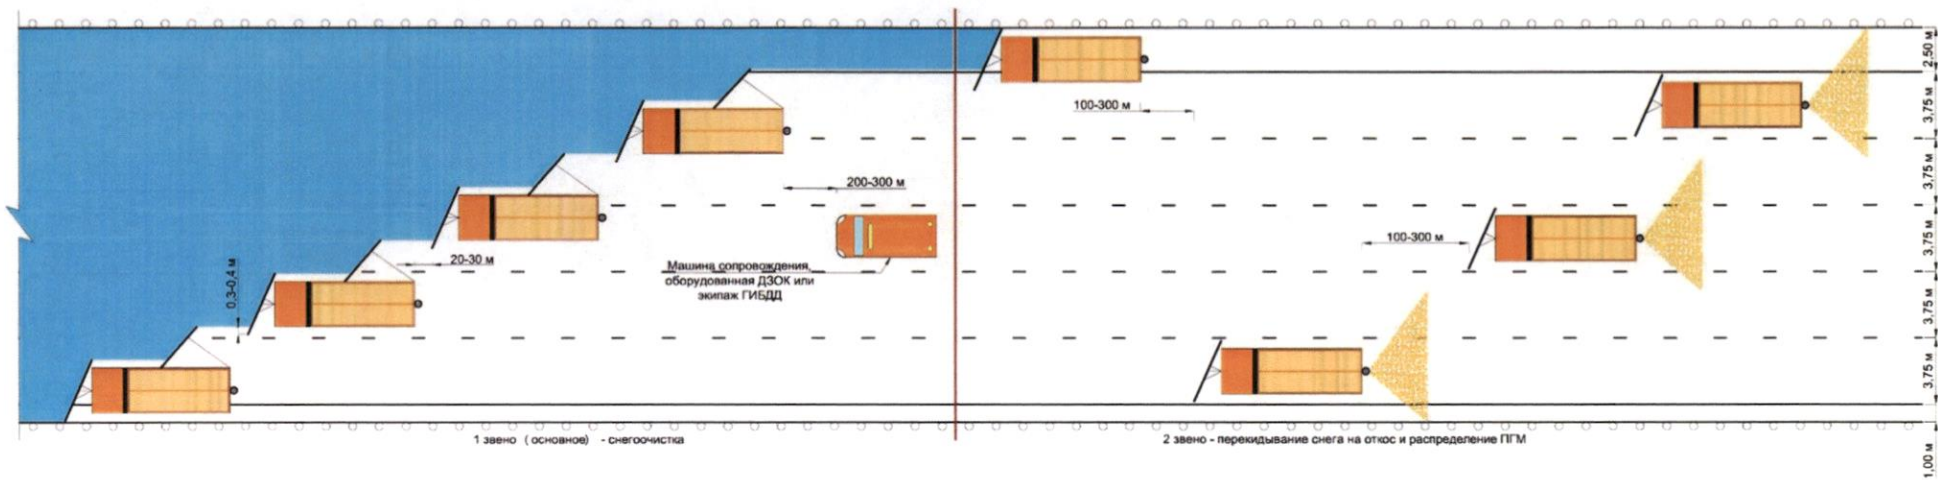 2,50 м
100-300 м
3,75 м
3,75 м
200-300 м
100-300 м
3,75 м
20-30 м
Машина сопровождения,
оборудованная ДЗОК или
экипаж ГИБДД
0,3-0,4 м
3,75 м
3,75 м
1 звено ( основное) - снегоочистка
2 звено - перекидывание снега на откос и распределение ПГМ
1,00 м